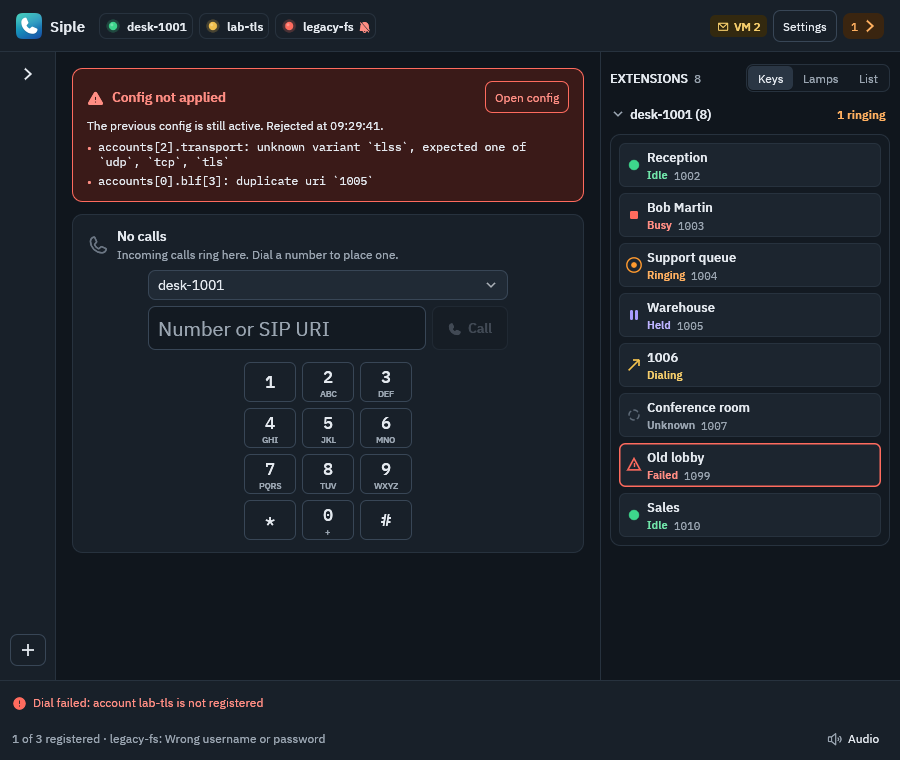 Siple
desk-1001
lab-tls
legacy-fs
VM 2
Settings
1
Config not applied
Open config
The previous config is still active. Rejected at 09:29:41.
• accounts[2].transport: unknown variant `tlss`, expected one of
`udp`, `tcp`, `tls`
• accounts[0].blf[3]: duplicate uri `1005`
No calls
Incoming calls ring here. Dial a number to place one.
desk-1001
Number or SIP URI
Call
1
2
ABC
3
DEF
4
GHI
5
JKL
6
MNO
7
PQRS
8
TUV
9
WXYZ
*
0
+
#
EXTENSIONS 8
Keys
Lamps
List
desk-1001 (8)
1 ringing
Reception
Idle 1002
Bob Martin
Busy 1003
Support queue
Ringing 1004
Warehouse
Held 1005
1006
Dialing
Conference room
Unknown 1007
Old lobby
Failed 1099
Sales
Idle 1010
Dial failed: account lab-tls is not registered
1 of 3 registered · legacy-fs: Wrong username or password
Audio